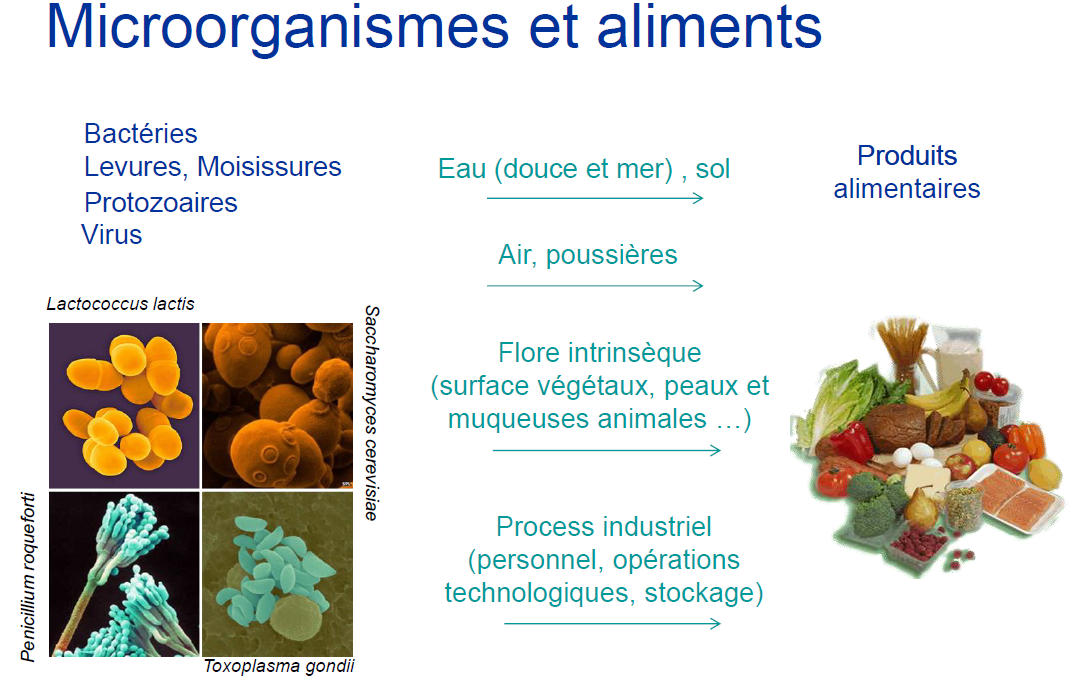 Microorganismes et aliments
Bactéries
Levures, Moisissures
Protozoaires
Virus
Lactococcus lactis
Saccharomyces cerevisiae
Penicillium roqueforti
Toxoplasma gondii
Eau (douce et mer) , sol
Air, poussières
Flore intrinsèque
(surface végétaux, peaux et
muqueuses animales …)
Process industriel
(personnel, opérations
technologiques, stockage)
Produits
alimentaires